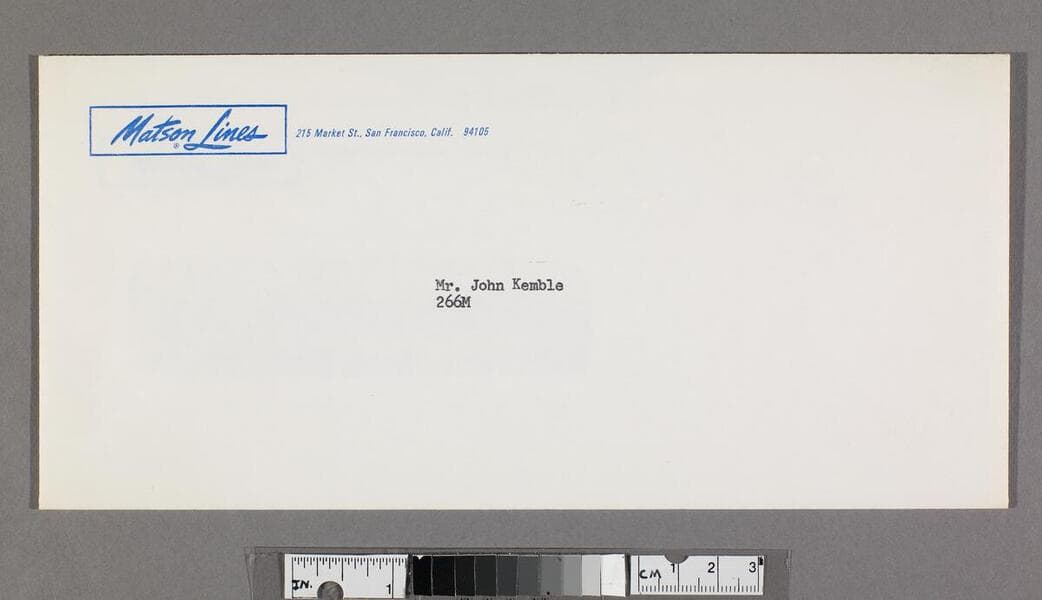 Matson Lines ®
215 Market St., San Francisco, Calif. 94105
Mr. John Kemble
266M
IN. 1
CM 1 2 3